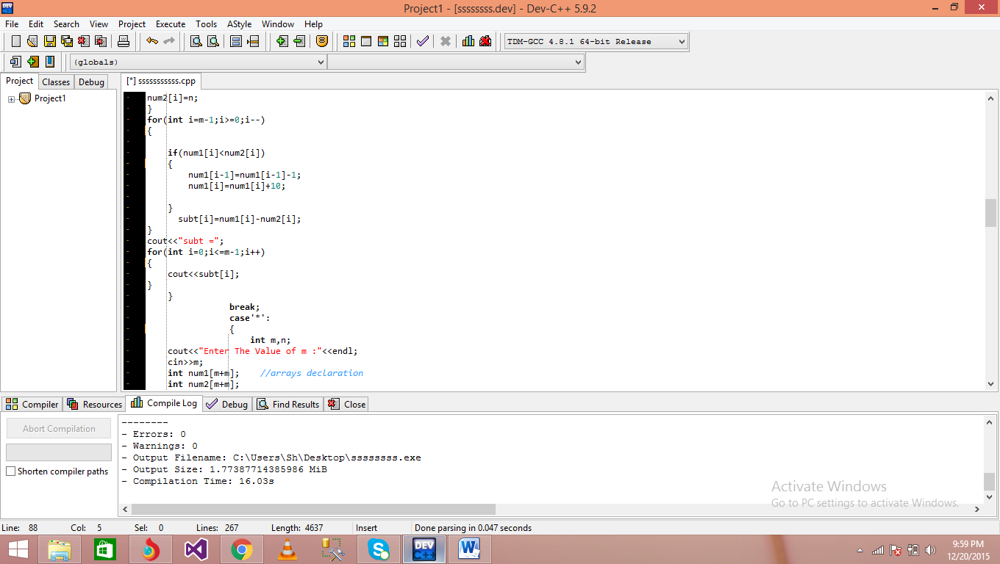 Project1 - [ssssssss.dev] - Dev-C++ 5.9.2
File Edit Search View Project Execute Tools AStyle Window Help
TDM-GCC 4.8.1 64-bit Release
(globals)
Project Classes Debug
[*] sssssssssss.cpp
Project1
num2[i]=n;
}
for(int i=m-1;i>=0;i--)
{
if(num1[i]<num2[i])
{
num1[i-1]=num1[i-1]-1;
num1[i]=num1[i]+10;
}
subt[i]=num1[i]-num2[i];
}
cout<<"subt =";
for(int i=0;i<=m-1;i++)
{
cout<<subt[i];
}
}
break;
case'*':
{
int m,n;
cout<<"Enter The Value of m :"<<endl;
cin>>m;
int num1[m+m]; //arrays declaration
int num2[m+m];
Compiler Resources Compile Log Debug Find Results Close
Abort Compilation
Shorten compiler paths
--------
- Errors: 0
- Warnings: 0
- Output Filename: C:\Users\Sh\Desktop\ssssssss.exe
- Output Size: 1.77387714385986 MiB
- Compilation Time: 16.03s
Activate Windows
Go to PC settings to activate Windows.
Line: 88 Col: 5 Sel: 0 Lines: 267 Length: 4637 Insert Done parsing in 0.047 seconds
DEV C++
9:59 PM
12/20/2015